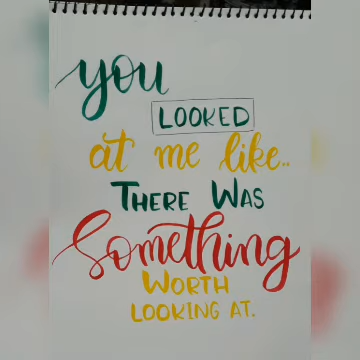 you
LOOKED
at me like..
THERE WAS
Something
WORTH
LOOKING AT.